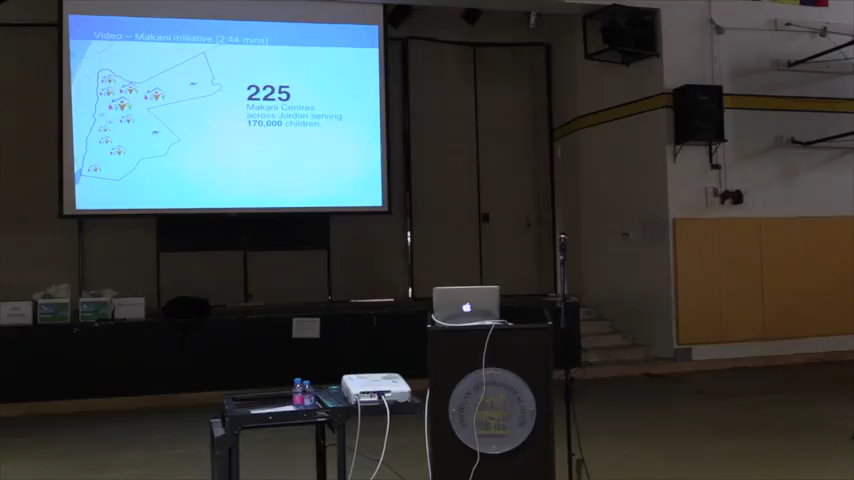 Video – Makani Initiative (2:44 mins)
225
Makani Centres
across Jordan serving
170,000 children.